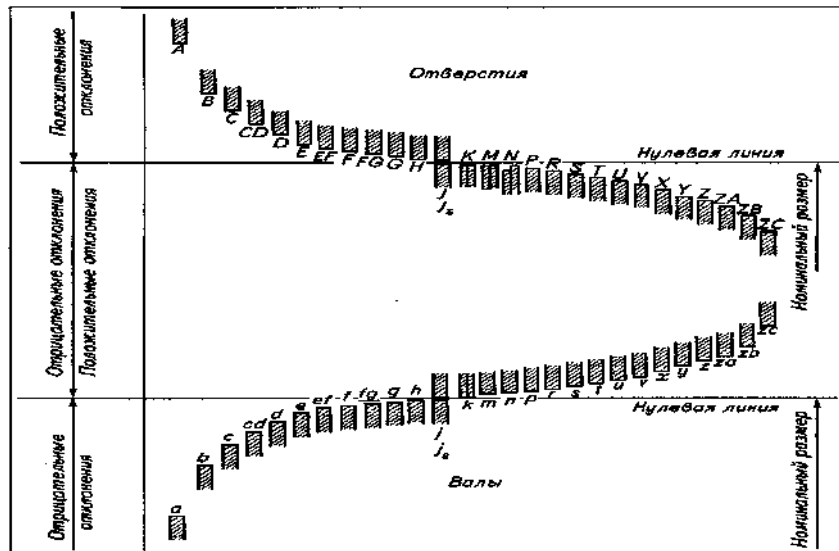 Положительные
отклонения
Отверстия
A
B
C
CD
D
E
EF
F
FG
G
H
J
Js
K
M
N
P
R
S
T
U
V
X
Y
Z
ZA
ZB
ZC
Нулевая линия
Номинальный размер
Отрицательные отклонения
Положительные отклонения
a
b
c
cd
d
e
ef
f
fg
g
h
j
js
k
m
n
p
r
s
t
u
v
x
y
z
za
zb
zc
Нулевая линия
Номинальный размер
Отрицательные
отклонения
Валы